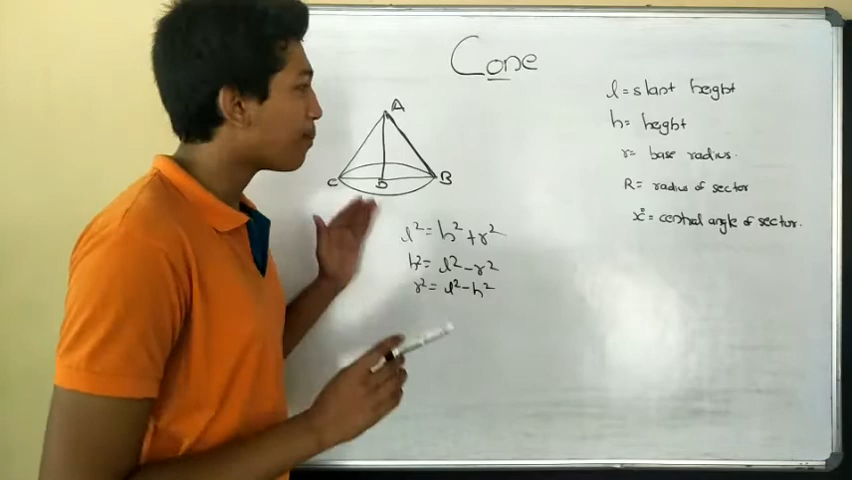 Cone
A
C D B
l² = h² + r²
h² = l² - r²
r² = l² - h²
l = slant height
h = height
r = base radius.
R = radius of sector
x° = central angle of sector.